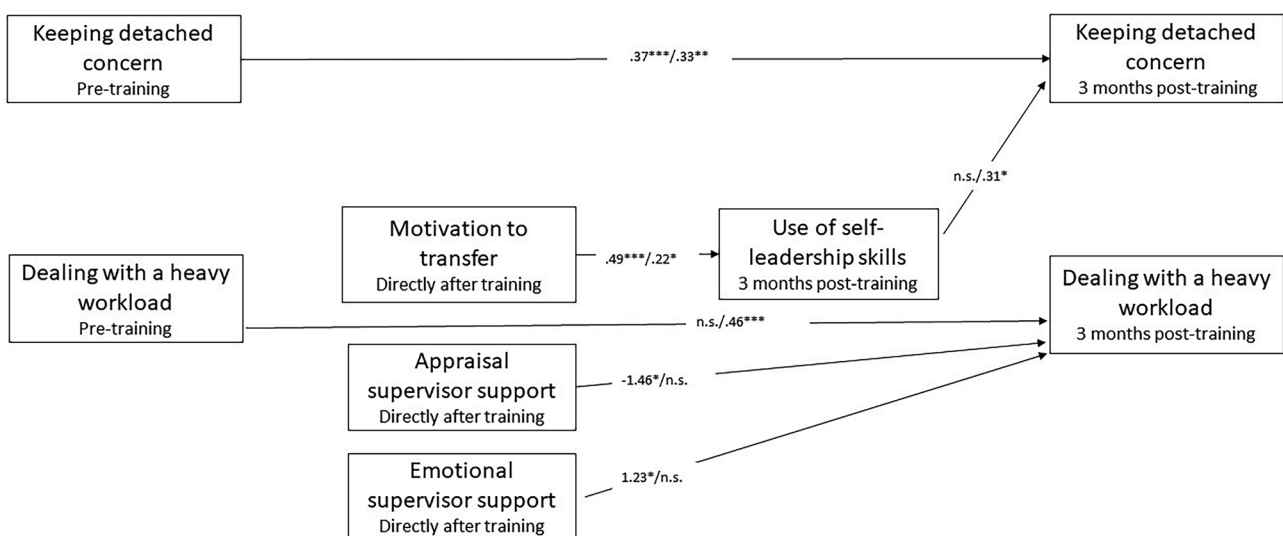 Keeping detached
concern
Pre-training
.37***/.33**
Keeping detached
concern
3 months post-training
n.s./.31*
Motivation to
transfer
Directly after training
.49***/.22*
Use of self-
leadership skills
3 months post-training
Dealing with a heavy
workload
Pre-training
n.s./.46***
Dealing with a heavy
workload
3 months post-training
Appraisal
supervisor support
Directly after training
-1.46*/n.s.
Emotional
supervisor support
Directly after training
1.23*/n.s.